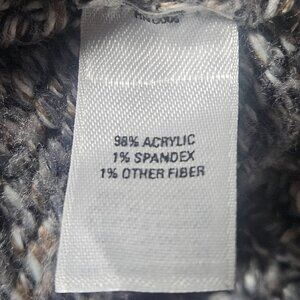 98% ACRYLIC
1% SPANDEX
1% OTHER FIBER